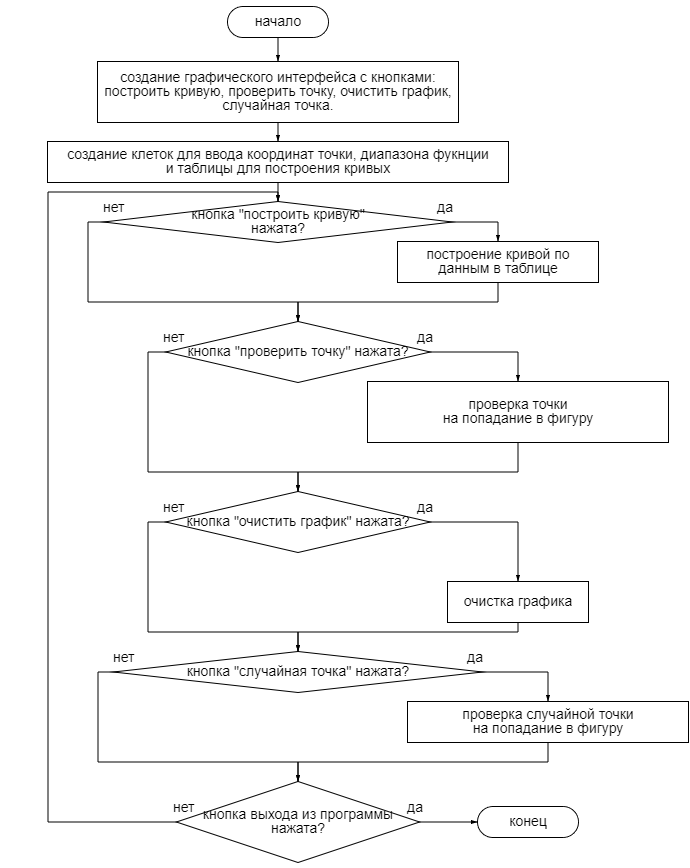 начало
создание графического интерфейса с кнопками:
построить кривую, проверить точку, очистить график,
случайная точка.
создание клеток для ввода координат точки, диапазона фукнции
и таблицы для построения кривых
нет
да
кнопка "построить кривую"
нажата?
построение кривой по
данным в таблице
нет
да
кнопка "проверить точку" нажата?
проверка точки
на попадание в фигуру
нет
да
кнопка "очистить график" нажата?
очистка графика
нет
да
кнопка "случайная точка" нажата?
проверка случайной точки
на попадание в фигуру
нет
да
кнопка выхода из программы
нажата?
конец